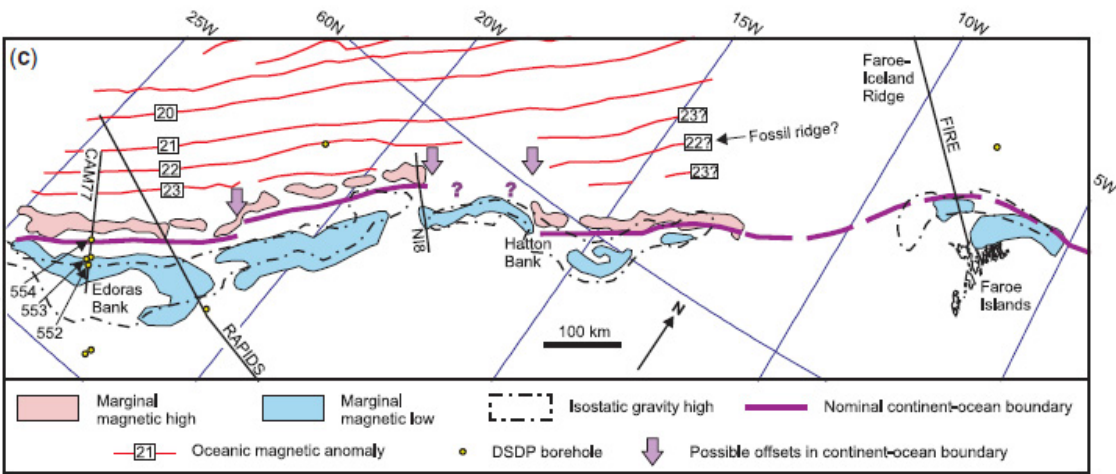 (c)
25W
60N
20W
15W
10W
5W
Faroe-
Iceland
Ridge
FIRE
20
21
22
23
23?
22?
23?
Fossil ridge?
CAM77
?
?
NI8
Hatton
Bank
Edoras
Bank
554
553
552
RAPIDS
100 km
N
Faroe
Islands
Marginal
magnetic high
Marginal
magnetic low
Isostatic gravity high
Nominal continent-ocean boundary
21
Oceanic magnetic anomaly
DSDP borehole
Possible offsets in continent-ocean boundary